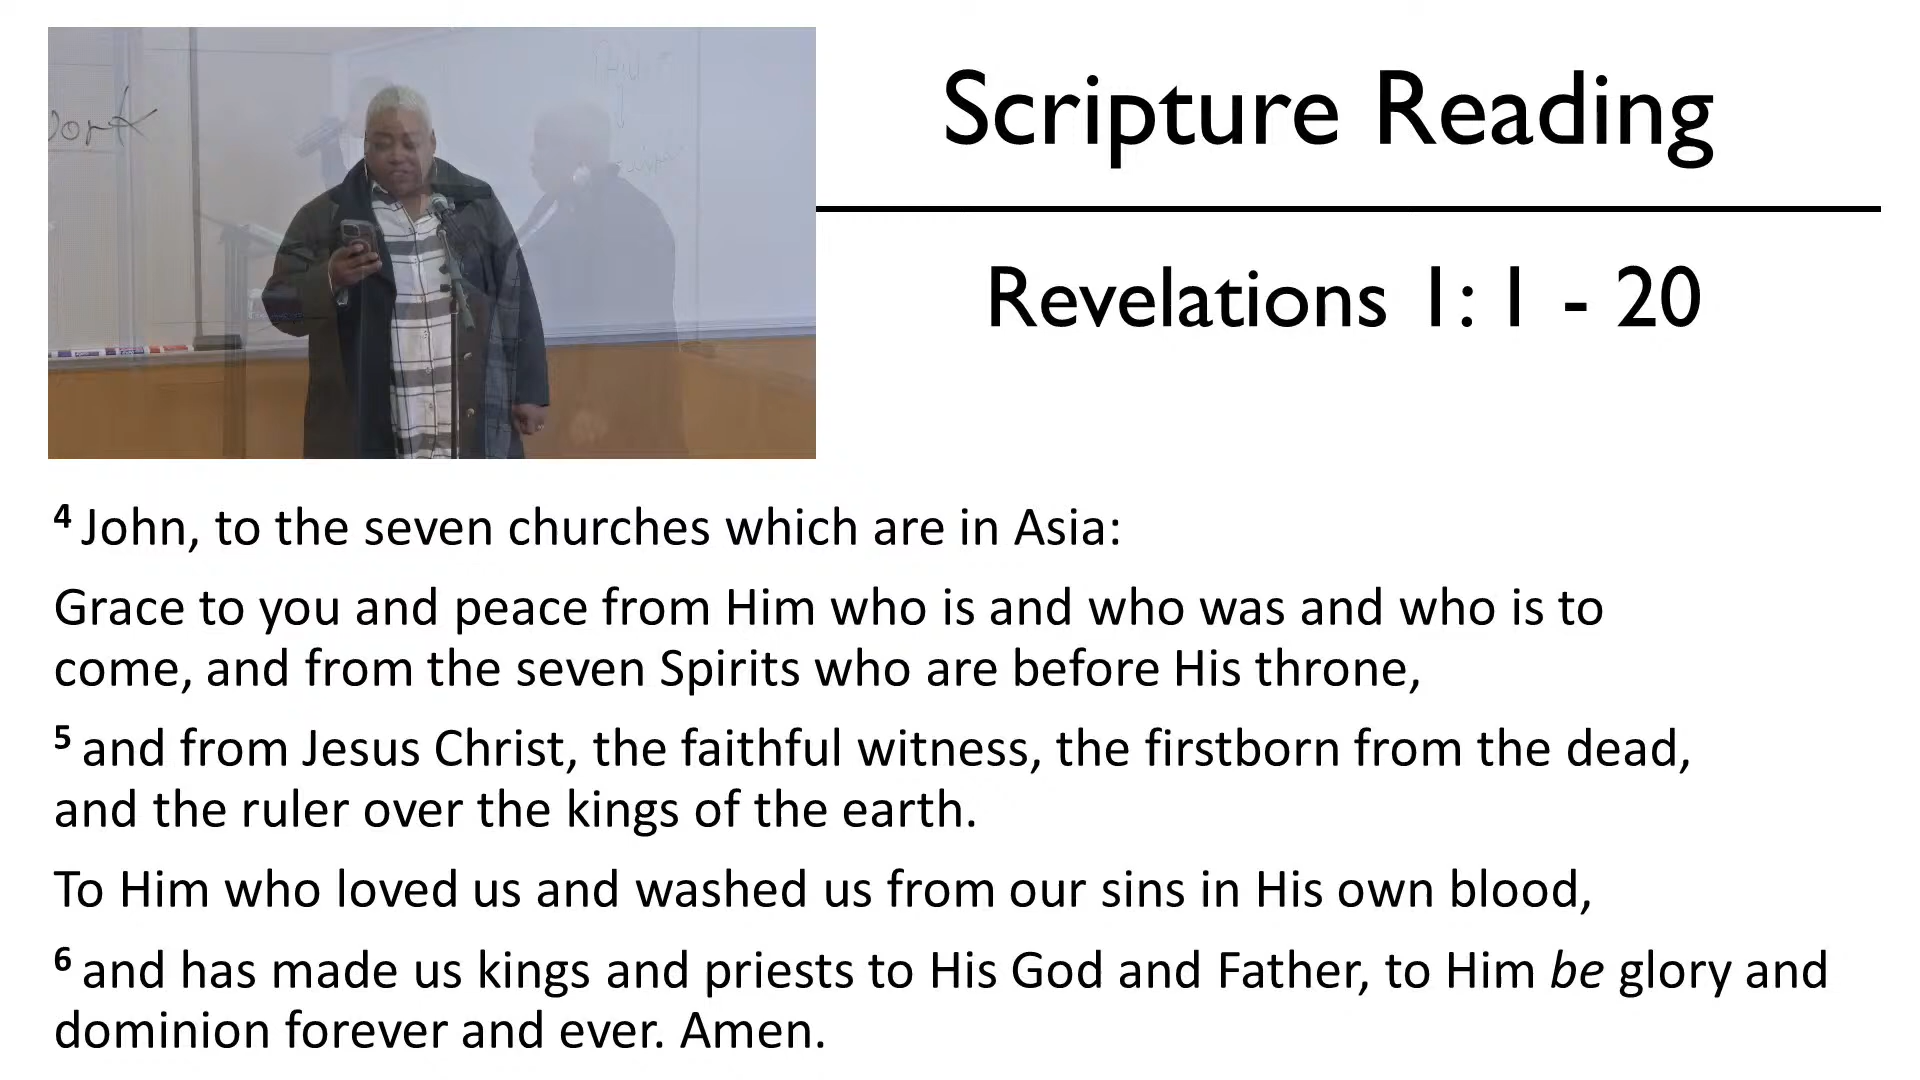 Scripture Reading
Revelations 1: 1 - 20
4 John, to the seven churches which are in Asia:
Grace to you and peace from Him who is and who was and who is to
come, and from the seven Spirits who are before His throne,
5 and from Jesus Christ, the faithful witness, the firstborn from the dead,
and the ruler over the kings of the earth.
To Him who loved us and washed us from our sins in His own blood,
6 and has made us kings and priests to His God and Father, to Him be glory and
dominion forever and ever. Amen.